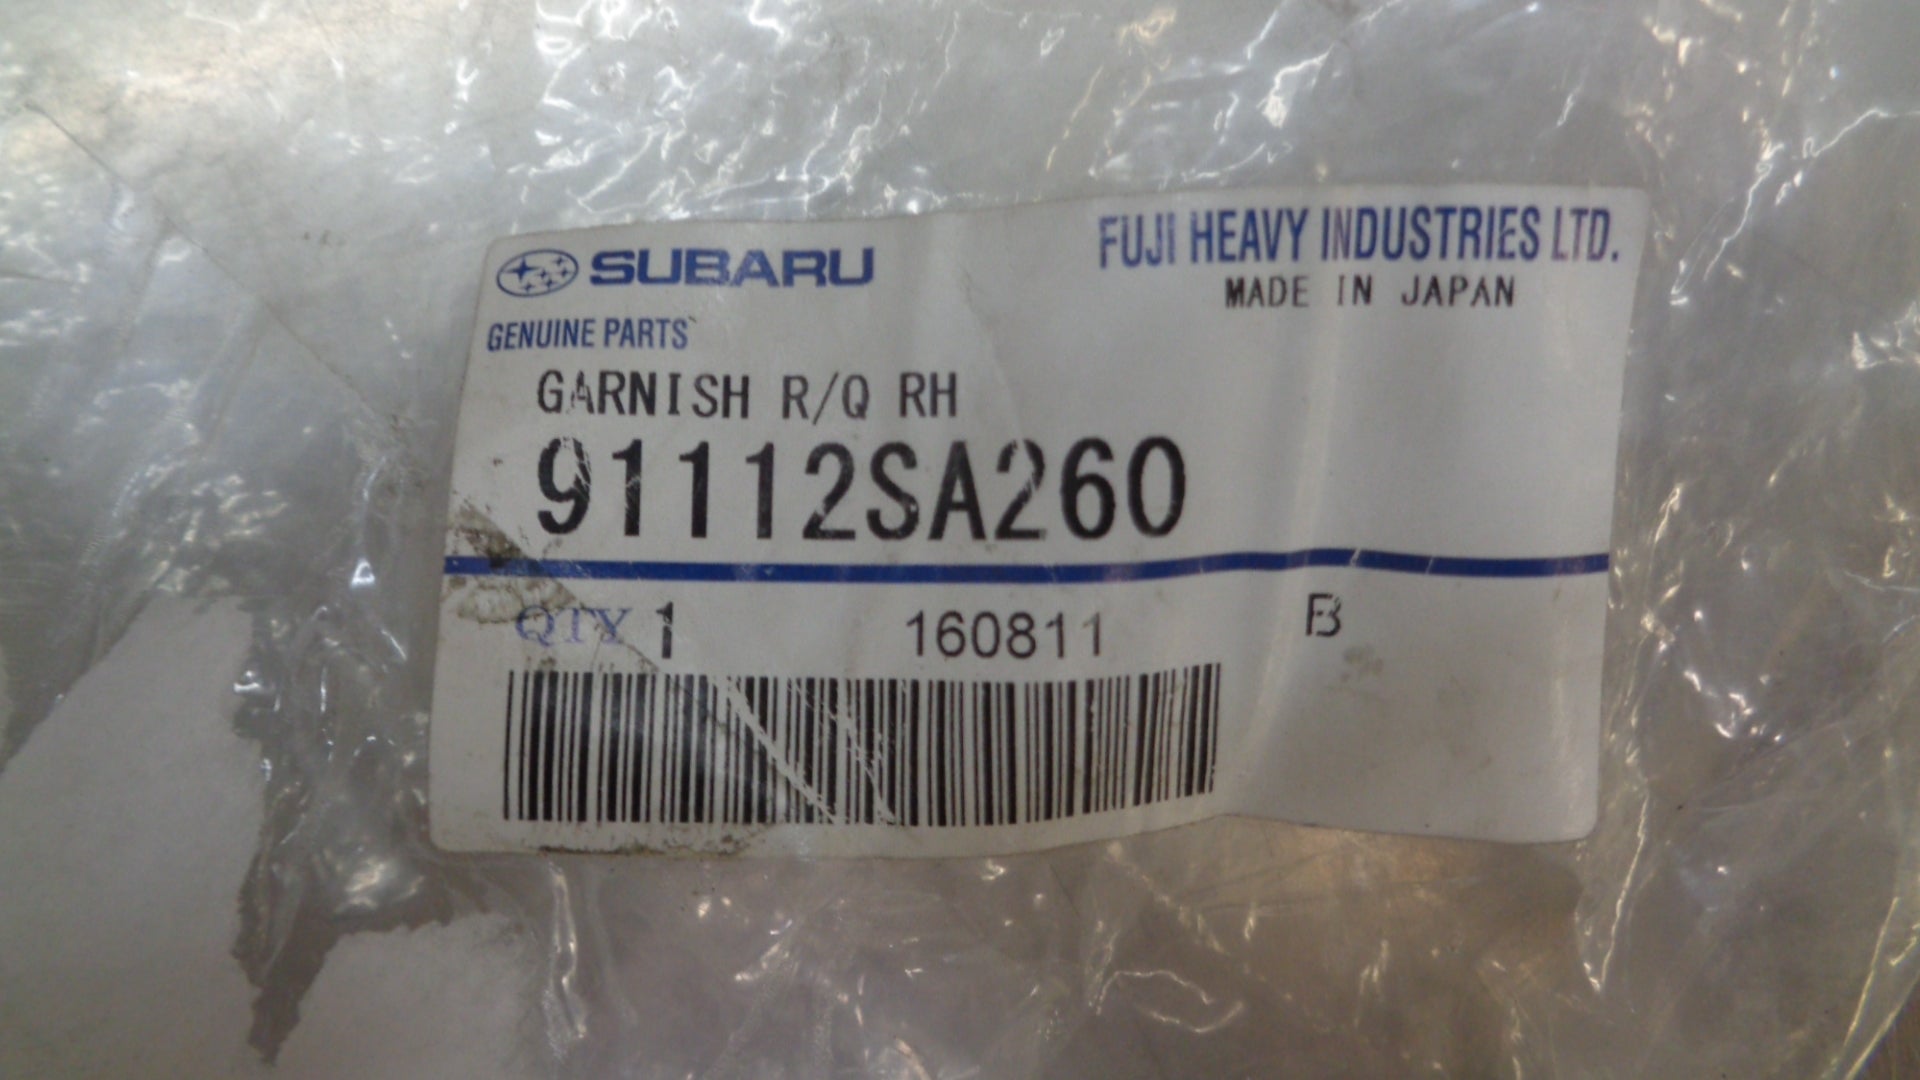 SUBARU
FUJI HEAVY INDUSTRIES LTD.
MADE IN JAPAN
GENUINE PARTS
GARNISH R/Q RH
91112SA260
QTY 1 160811 B